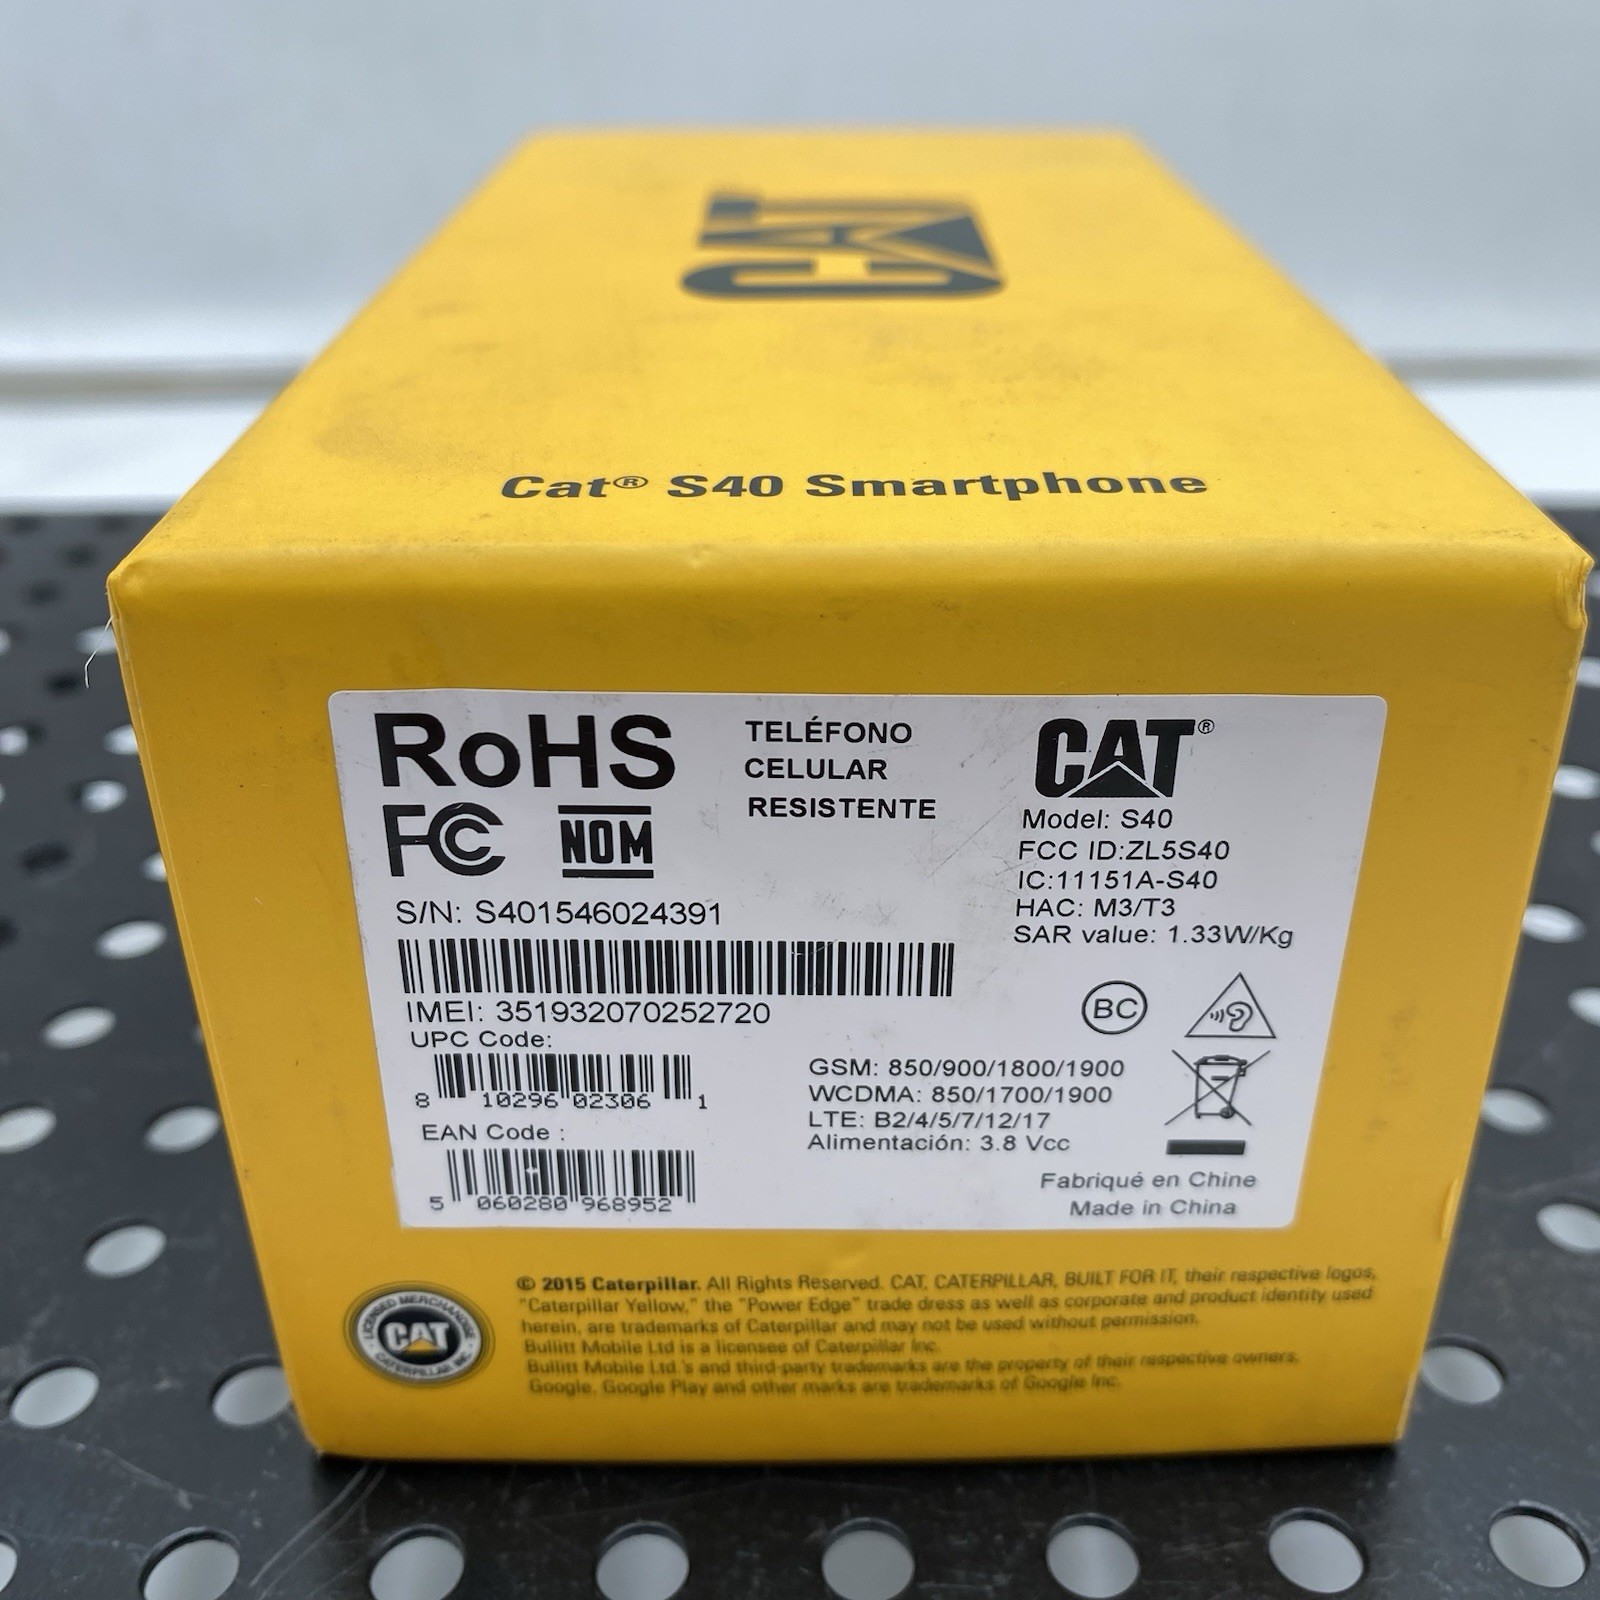 CAT
Cat® S40 Smartphone
RoHS
FC
NOM
TELÉFONO
CELULAR
RESISTENTE
CAT®
Model: S40
FCC ID:ZL5S40
IC:11151A-S40
HAC: M3/T3
SAR value: 1.33W/Kg
S/N: S401546024391
IMEI: 351932070252720
UPC Code:
8 10296 02306 1
EAN Code :
5 060280 968952
BC
GSM: 850/900/1800/1900
WCDMA: 850/1700/1900
LTE: B2/4/5/7/12/17
Alimentación: 3.8 Vcc
Fabriqué en Chine
Made in China
LICENSED MERCHANDISE
CAT
CATERPILLAR INC.
© 2015 Caterpillar. All Rights Reserved. CAT, CATERPILLAR, BUILT FOR IT, their respective logos,
"Caterpillar Yellow," the "Power Edge" trade dress as well as corporate and product identity used
herein, are trademarks of Caterpillar and may not be used without permission.
Bullitt Mobile Ltd is a licensee of Caterpillar Inc.
Bullitt Mobile Ltd.'s and third-party trademarks are the property of their respective owners.
Google, Google Play and other marks are trademarks of Google Inc.